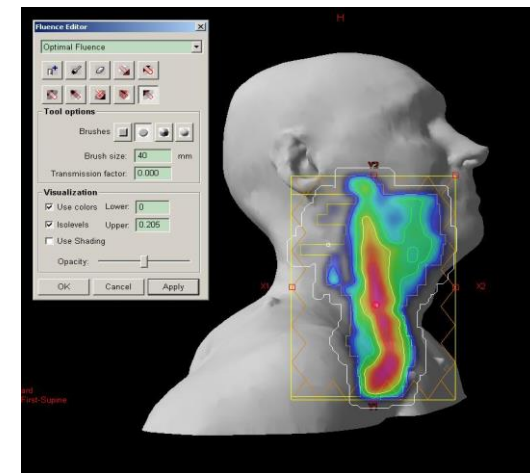 Fluence Editor
Optimal Fluence
Tool options
Brushes
Brush size: 40 mm
Transmission factor: 0.000
Visualization
Use colors Lower: 0
Isolevels Upper: 0.205
Use Shading
Opacity:
OK Cancel Apply
H
Y2
X1 X2
Y1
ard
First-Supine